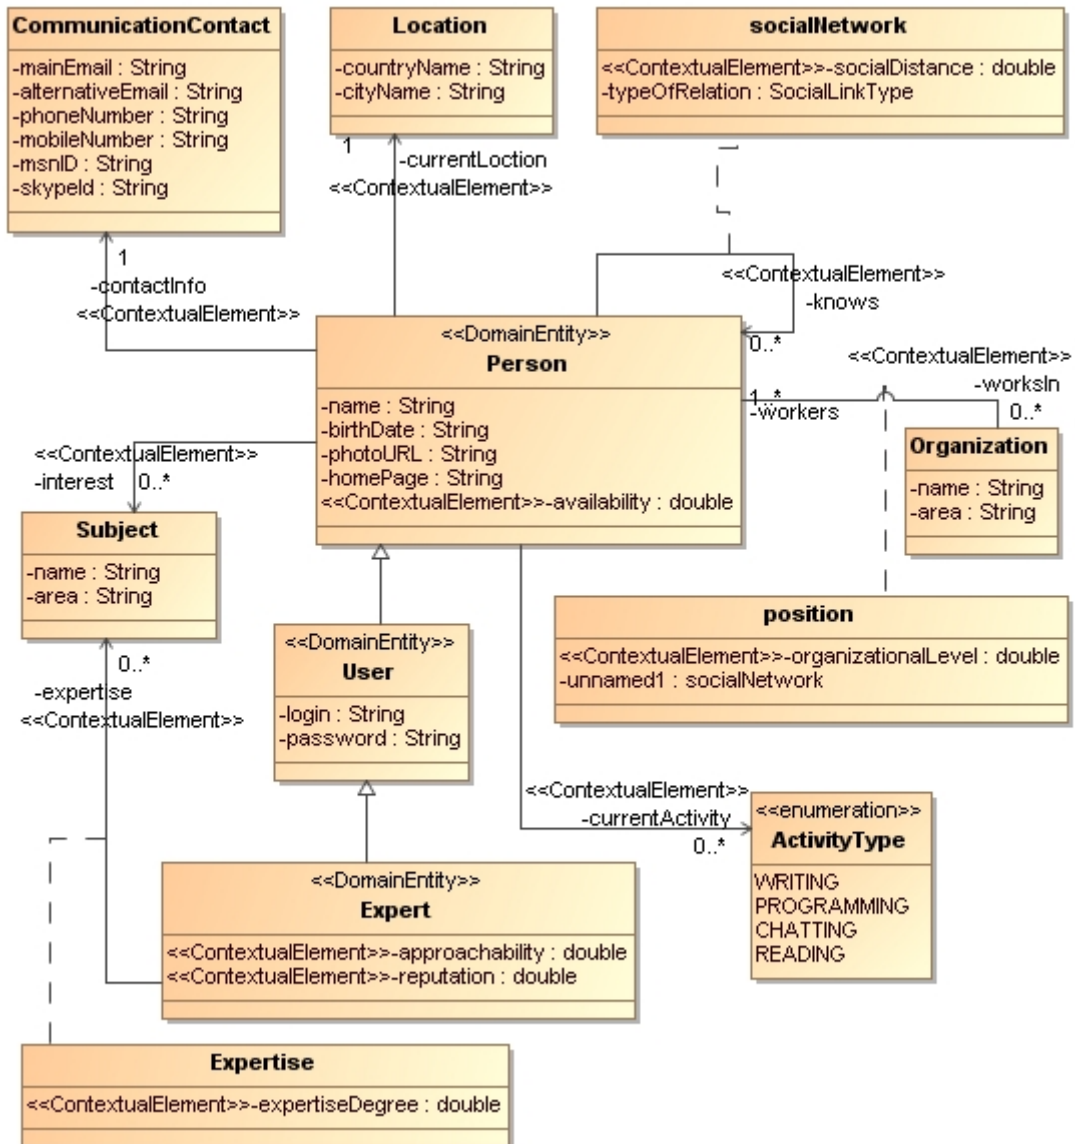 CommunicationContact
-mainEmail : String
-alternativeEmail : String
-phoneNumber : String
-mobileNumber : String
-msnID : String
-skypeId : String
Location
-countryName : String
-cityName : String
socialNetwork
<<ContextualElement>>-socialDistance : double
-typeOfRelation : SocialLinkType
1
-currentLoction
<<ContextualElement>>
1
-contactInfo
<<ContextualElement>>
<<ContextualElement>>
-knows
0..*
<<DomainEntity>>
Person
-name : String
-birthDate : String
-photoURL : String
-homePage : String
<<ContextualElement>>-availability : double
<<ContextualElement>>
-worksIn
0..*
1..*
-workers
Organization
-name : String
-area : String
<<ContextualElement>>
-interest
0..*
Subject
-name : String
-area : String
0..*
-expertise
<<ContextualElement>>
<<DomainEntity>>
User
-login : String
-password : String
position
<<ContextualElement>>-organizationalLevel : double
-unnamed1 : socialNetwork
<<ContextualElement>>
-currentActivity
0..*
<<enumeration>>
ActivityType
WRITING
PROGRAMMING
CHATTING
READING
<<DomainEntity>>
Expert
<<ContextualElement>>-approachability : double
<<ContextualElement>>-reputation : double
Expertise
<<ContextualElement>>-expertiseDegree : double